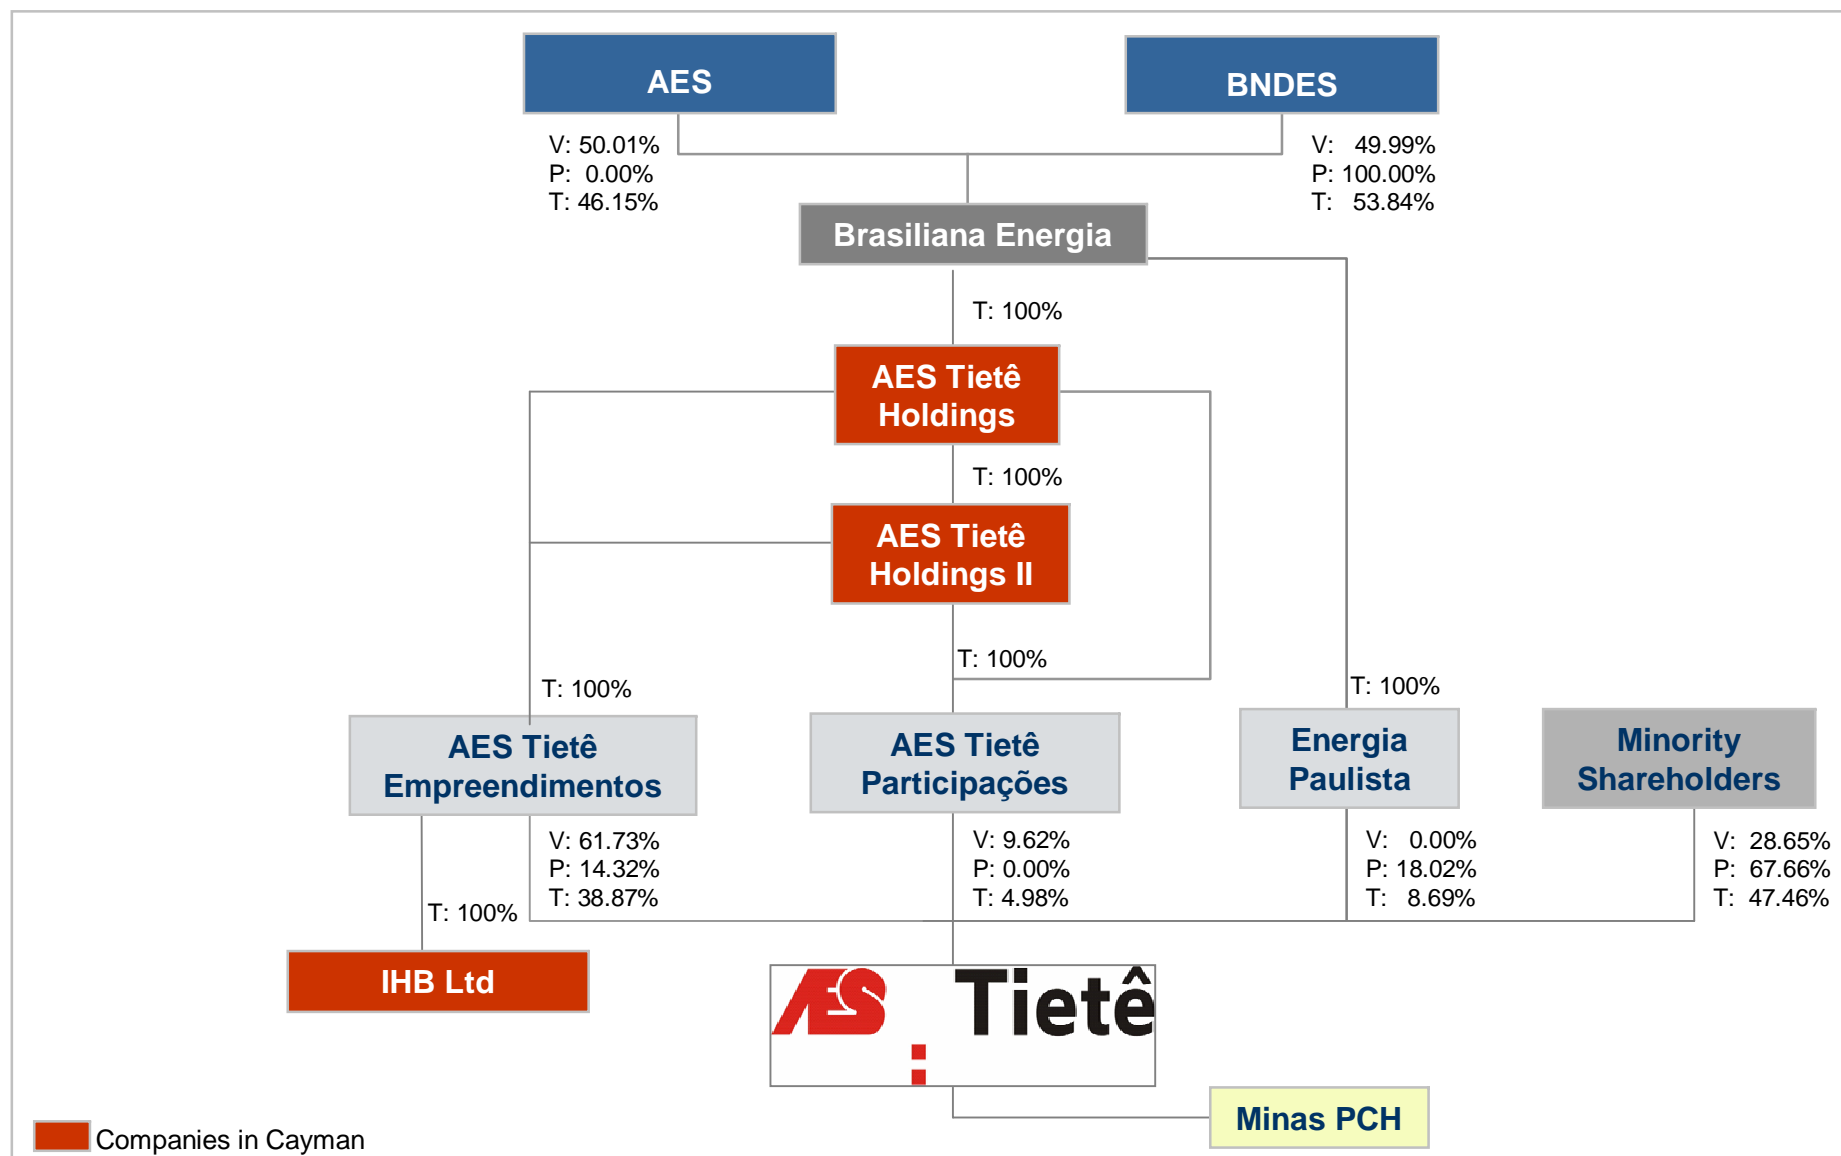 AES
BNDES
V: 50.01%
P: 0.00%
T: 46.15%
V: 49.99%
P: 100.00%
T: 53.84%
Brasiliana Energia
T: 100%
AES Tietê
Holdings
T: 100%
AES Tietê
Holdings II
T: 100%
T: 100%
T: 100%
AES Tietê
Empreendimentos
AES Tietê
Participações
Energia
Paulista
Minority
Shareholders
V: 61.73%
P: 14.32%
T: 38.87%
V: 9.62%
P: 0.00%
T: 4.98%
V: 0.00%
P: 18.02%
T: 8.69%
V: 28.65%
P: 67.66%
T: 47.46%
T: 100%
IHB Ltd
AES Tietê
Minas PCH
Companies in Cayman